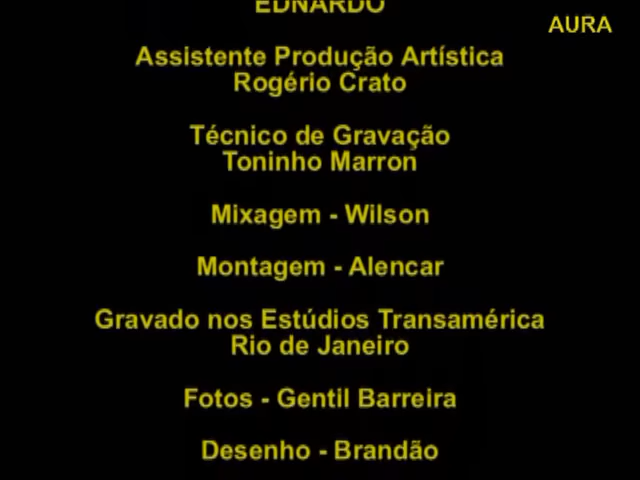 EDNARDO
AURA
Assistente Produção Artística
Rogério Crato
Técnico de Gravação
Toninho Marron
Mixagem - Wilson
Montagem - Alencar
Gravado nos Estúdios Transamérica
Rio de Janeiro
Fotos - Gentil Barreira
Desenho - Brandão